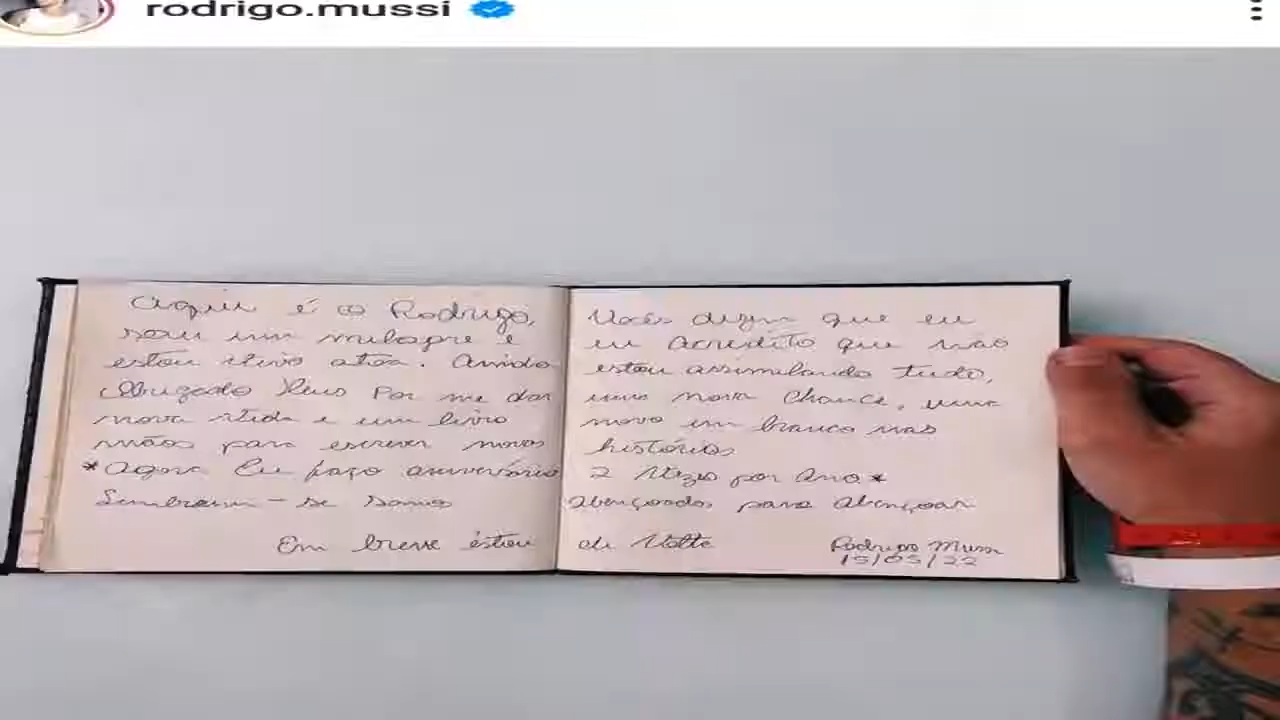 rodrigo.mussi
Aqui é o Rodrigo, Vocês dizem que eu
sou um milagre e eu acredito que não
estou vivo atoa. Ainda estou assimilando tudo,
Obrigado Deus por me dar uma nova chance, uma
nova vida e um livro novo em branco nas
mãos para escrever novas histórias
*Agora Eu faço aniversário 2 Vezes por Ano*
Lembrem-se somos abençoados para abençoar
Em breve estou de Volta Rodrigo Mussi
15/05/22